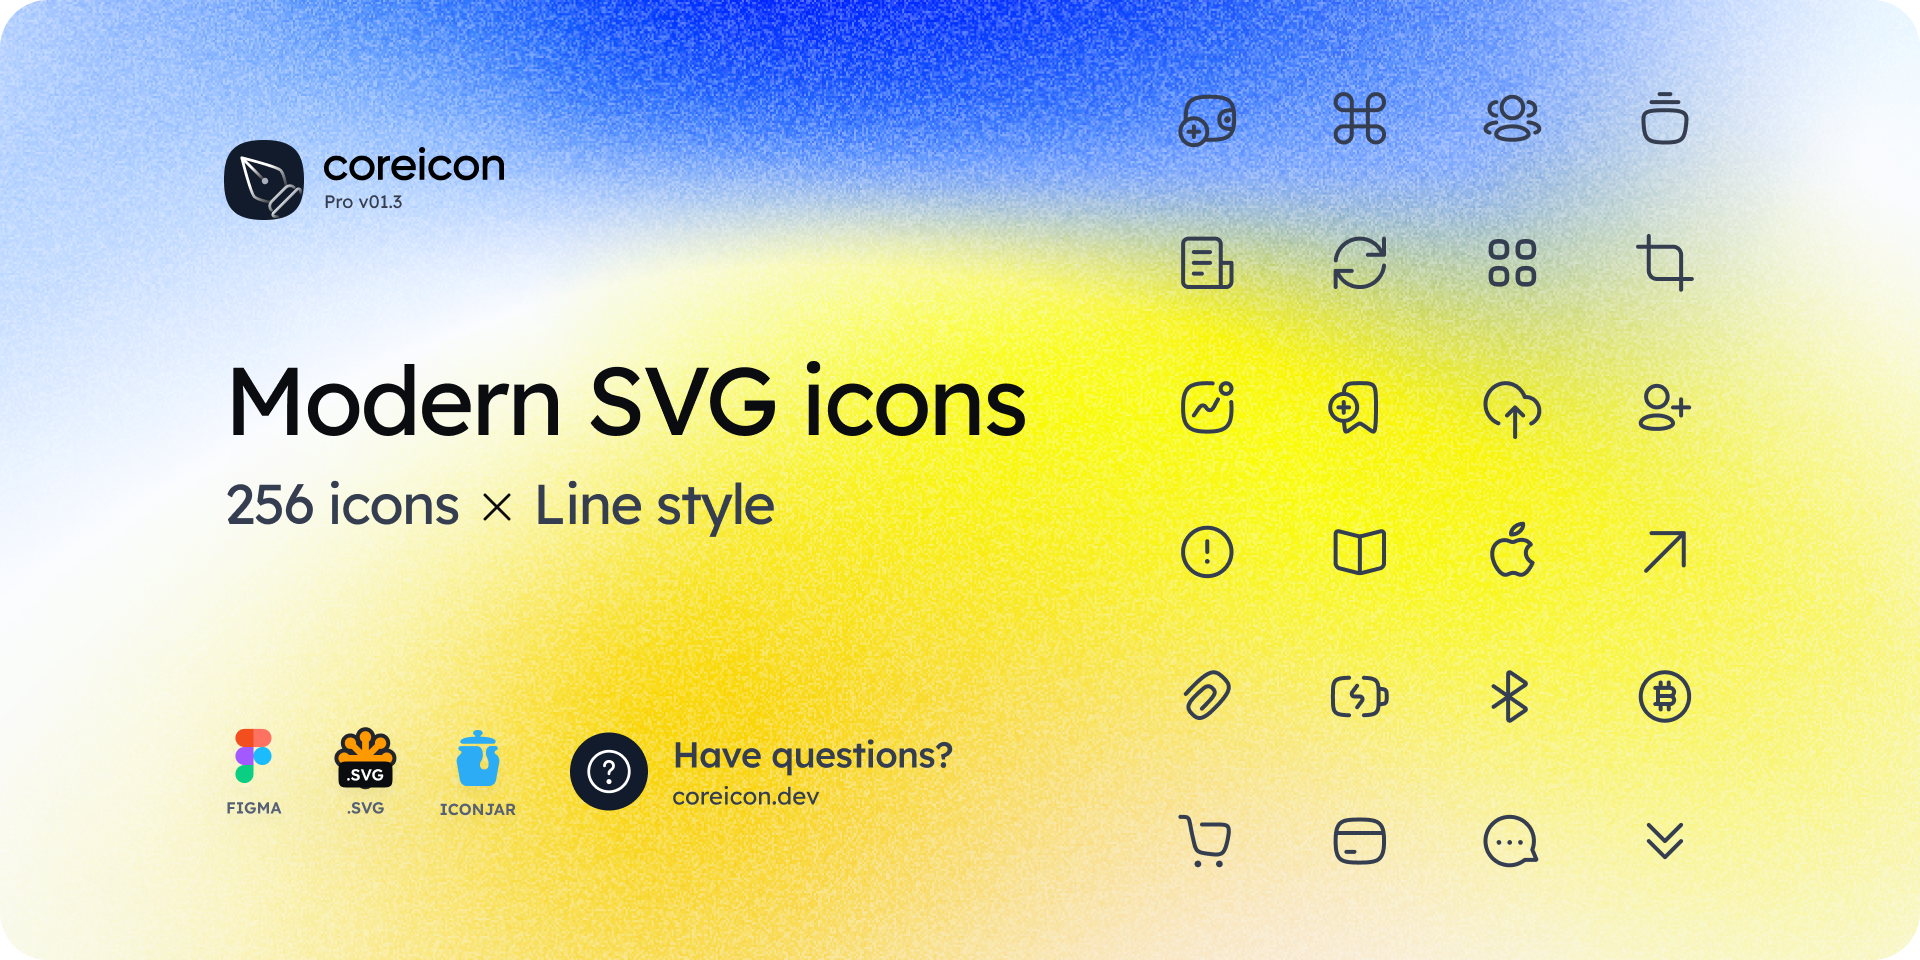 coreicon
Pro v01.3
Modern SVG icons
256 icons × Line style
.SVG
FIGMA
.SVG
ICONJAR
Have questions?
coreicon.dev